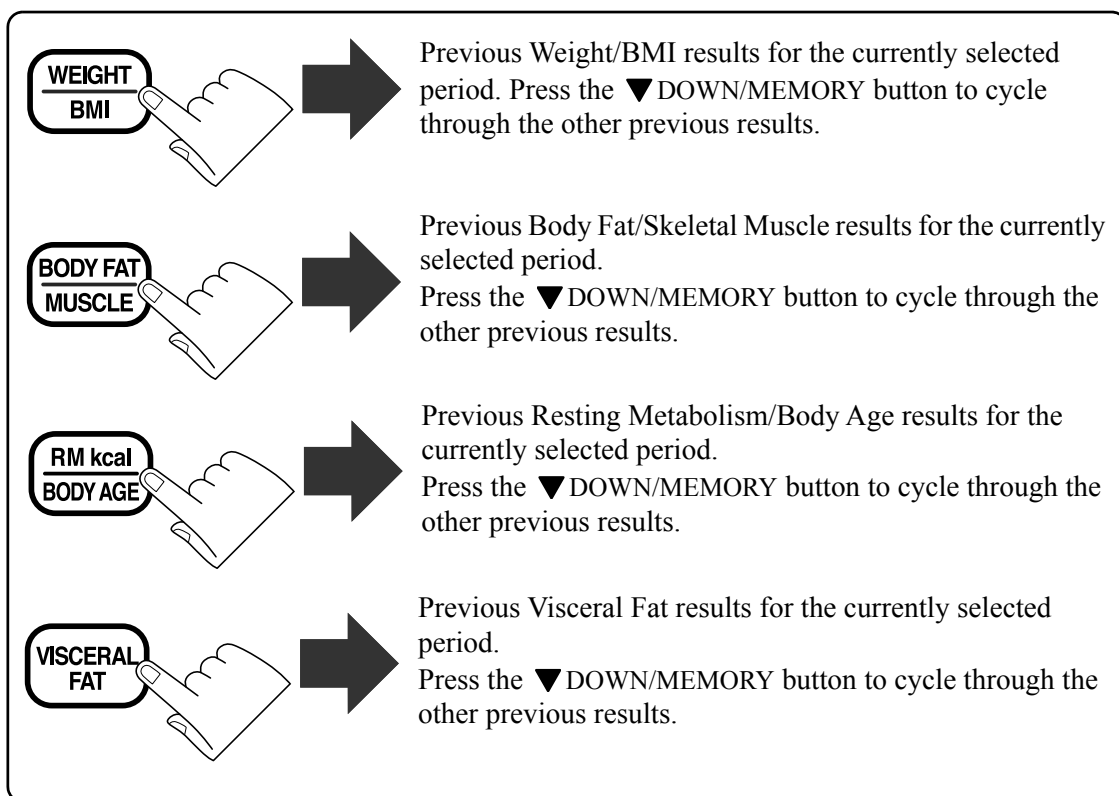 WEIGHT
BMI
Previous Weight/BMI results for the currently selected
period. Press the ▼DOWN/MEMORY button to cycle
through the other previous results.
BODY FAT
MUSCLE
Previous Body Fat/Skeletal Muscle results for the currently
selected period.
Press the ▼DOWN/MEMORY button to cycle through the
other previous results.
RM kcal
BODY AGE
Previous Resting Metabolism/Body Age results for the
currently selected period.
Press the ▼DOWN/MEMORY button to cycle through the
other previous results.
VISCERAL
FAT
Previous Visceral Fat results for the currently selected
period.
Press the ▼DOWN/MEMORY button to cycle through the
other previous results.